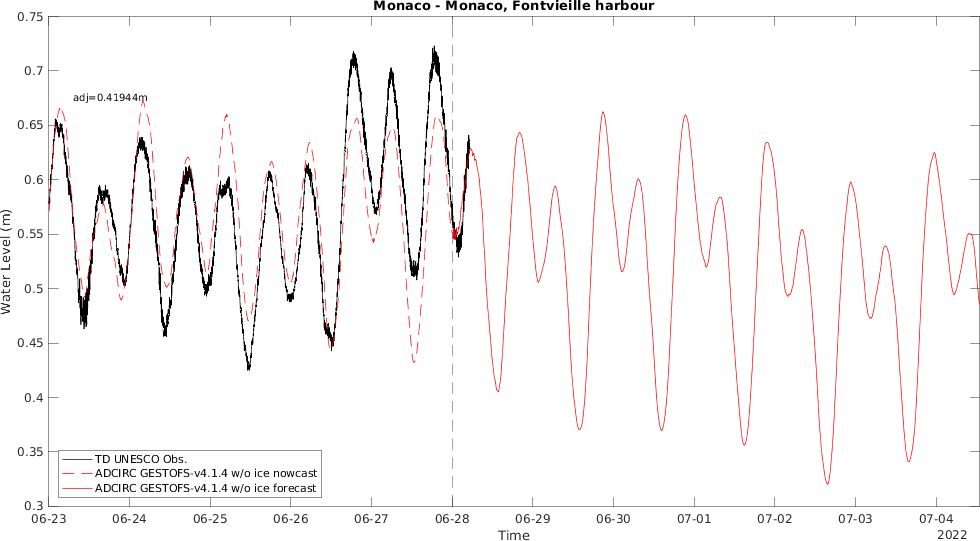 Monaco - Monaco, Fontvieille harbour
0.75
0.7
adj=0.41944m
0.65
0.6
0.55
0.5
0.45
0.4
0.35
0.3
Water Level (m)
TD UNESCO Obs.
ADCIRC GESTOFS-v4.1.4 w/o ice nowcast
ADCIRC GESTOFS-v4.1.4 w/o ice forecast
06-23 06-24 06-25 06-26 06-27 06-28 06-29 06-30 07-01 07-02 07-03 07-04
Time
2022